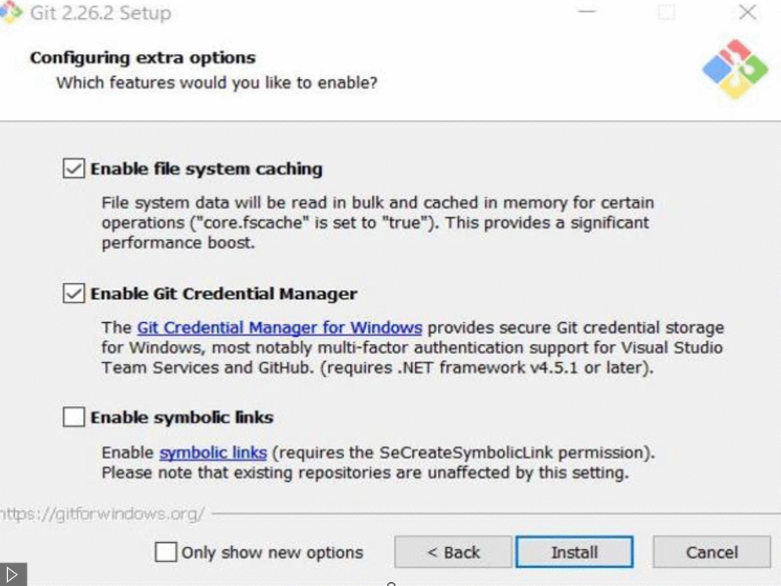 Git 2.26.2 Setup
Configuring extra options
Which features would you like to enable?
Enable file system caching
File system data will be read in bulk and cached in memory for certain
operations ("core.fscache" is set to "true"). This provides a significant
performance boost.
Enable Git Credential Manager
The Git Credential Manager for Windows provides secure Git credential storage
for Windows, most notably multi-factor authentication support for Visual Studio
Team Services and GitHub. (requires .NET framework v4.5.1 or later).
Enable symbolic links
Enable symbolic links (requires the SeCreateSymbolicLink permission).
Please note that existing repositories are unaffected by this setting.
https://gitforwindows.org/
Only show new options
< Back
Install
Cancel